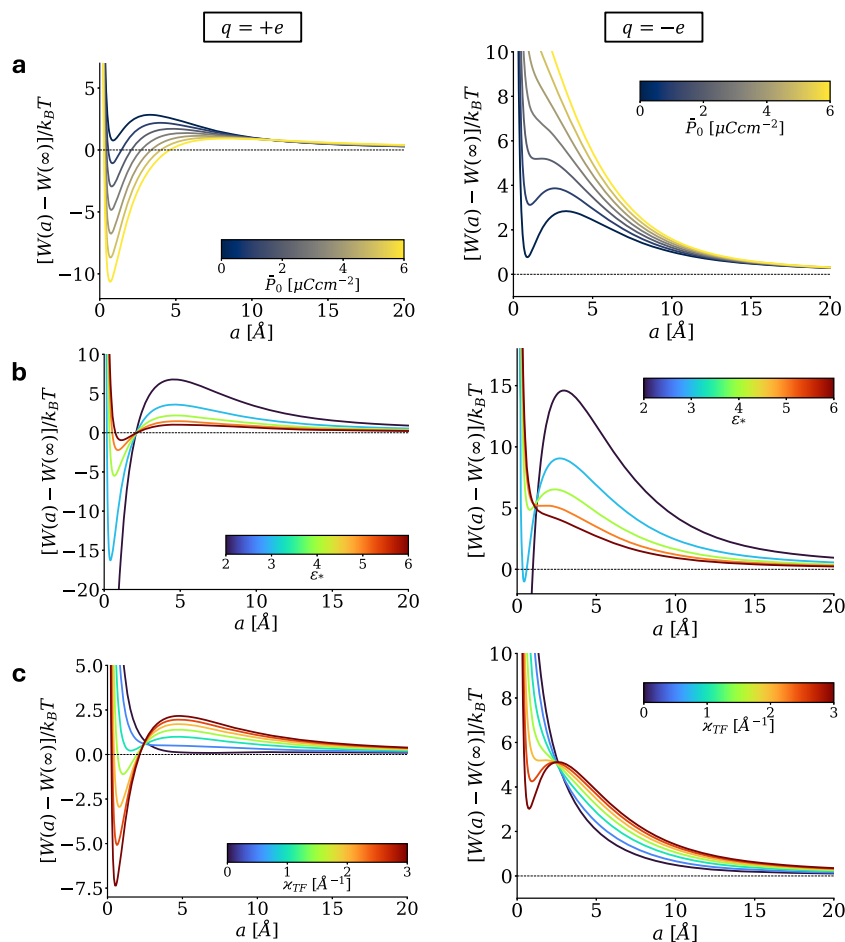 q = +e
q = −e
a
[W(a) − W(∞)]/k_BT
5
0
−5
−10
0 2 4 6
P̄_0 [μCcm⁻²]
0 5 10 15 20
a [Å]
[W(a) − W(∞)]/k_BT
10
8
6
4
2
0
0 2 4 6
P̄_0 [μCcm⁻²]
0 5 10 15 20
a [Å]
b
[W(a) − W(∞)]/k_BT
10
5
0
−5
−10
−15
−20
2 3 4 5 6
ε*
0 5 10 15 20
a [Å]
[W(a) − W(∞)]/k_BT
15
10
5
0
2 3 4 5 6
ε*
0 5 10 15 20
a [Å]
c
[W(a) − W(∞)]/k_BT
5.0
2.5
0.0
−2.5
−5.0
−7.5
0 1 2 3
ϰ_TF [Å⁻¹]
0 5 10 15 20
a [Å]
[W(a) − W(∞)]/k_BT
10
8
6
4
2
0
0 1 2 3
ϰ_TF [Å⁻¹]
0 5 10 15 20
a [Å]